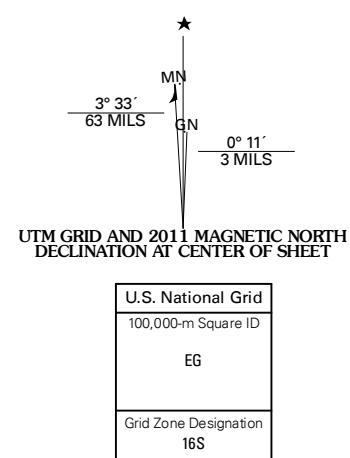 MN
GN
3° 33´
63 MILS
0° 11´
3 MILS
UTM GRID AND 2011 MAGNETIC NORTH
DECLINATION AT CENTER OF SHEET
U.S. National Grid
100,000-m Square ID
EG
Grid Zone Designation
16S